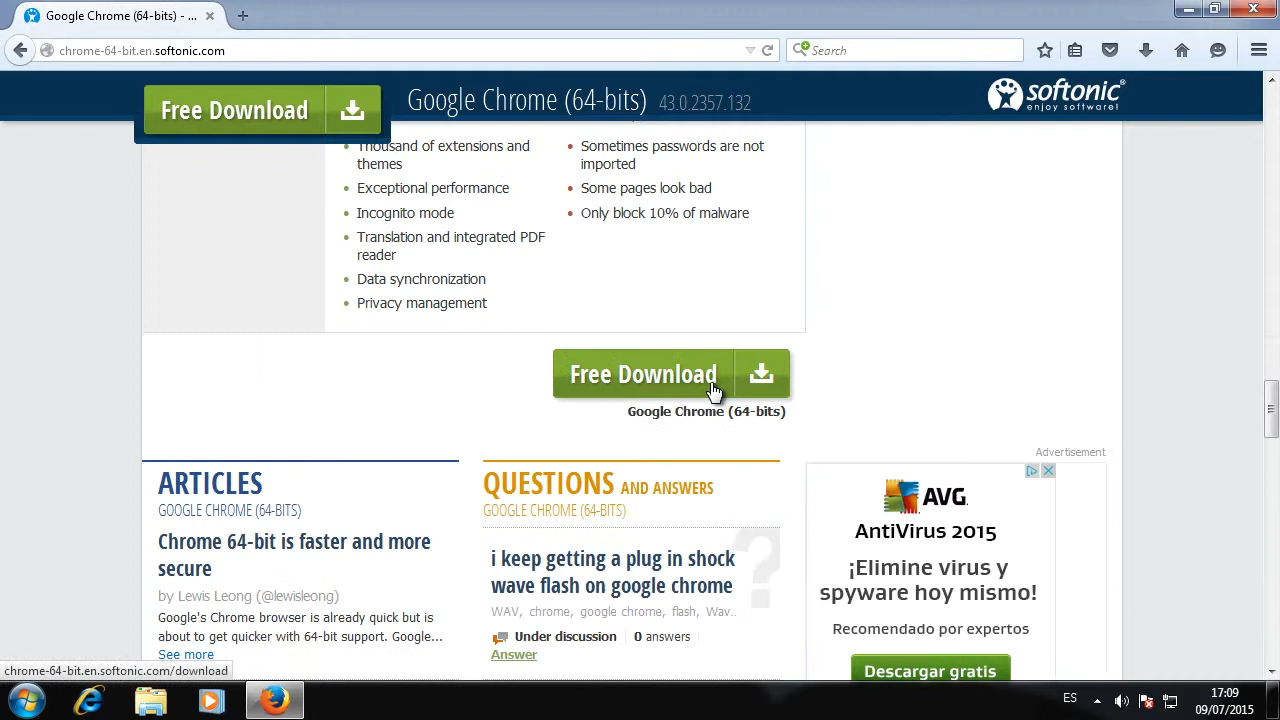 Google Chrome (64-bits) - ...
chrome-64-bit.en.softonic.com
Search
Free Download
Google Chrome (64-bits) 43.0.2357.132
softonic
enjoy software!
Thousand of extensions and
themes
Exceptional performance
Incognito mode
Translation and integrated PDF
reader
Data synchronization
Privacy management
Sometimes passwords are not
imported
Some pages look bad
Only block 10% of malware
Free Download
Google Chrome (64-bits)
Advertisement
ARTICLES
GOOGLE CHROME (64-BITS)
Chrome 64-bit is faster and more
secure
by Lewis Leong (@lewisleong)
Google's Chrome browser is already quick but is
about to get quicker with 64-bit support. Google...
See more
QUESTIONS AND ANSWERS
GOOGLE CHROME (64-BITS)
i keep getting a plug in shock
wave flash on google chrome
WAV, chrome, google chrome, flash, Wav..
Under discussion 0 answers
Answer
AVG.
AntiVirus 2015
¡Elimine virus y
spyware hoy mismo!
Recomendado por expertos
Descargar gratis
chrome-64-bit.en.softonic.com/download
ES
17:09
09/07/2015